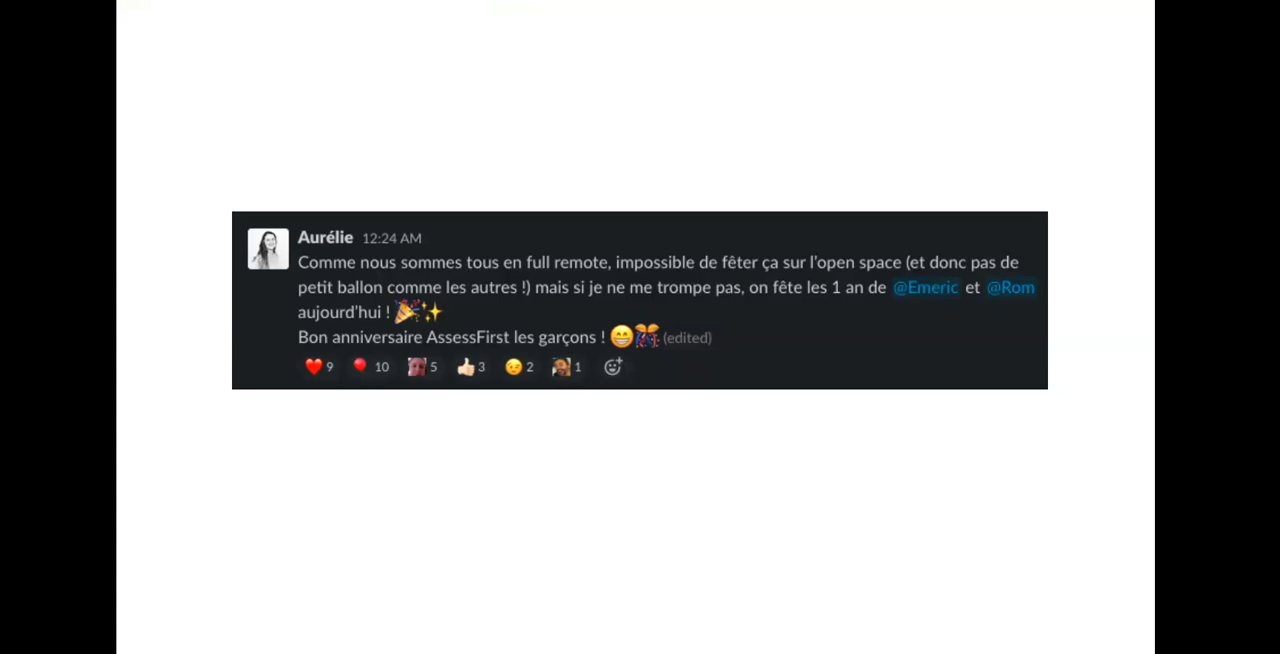 Aurélie 12:24 AM
Comme nous sommes tous en full remote, impossible de fêter ça sur l’open space (et donc pas de
petit ballon comme les autres !) mais si je ne me trompe pas, on fête les 1 an de @Emeric et @Rom
aujourd’hui ! 🎉✨
Bon anniversaire AssessFirst les garçons ! 😁🎊 (edited)
❤️ 9 🎈 10 5 👍🏻 3 😉 2 1